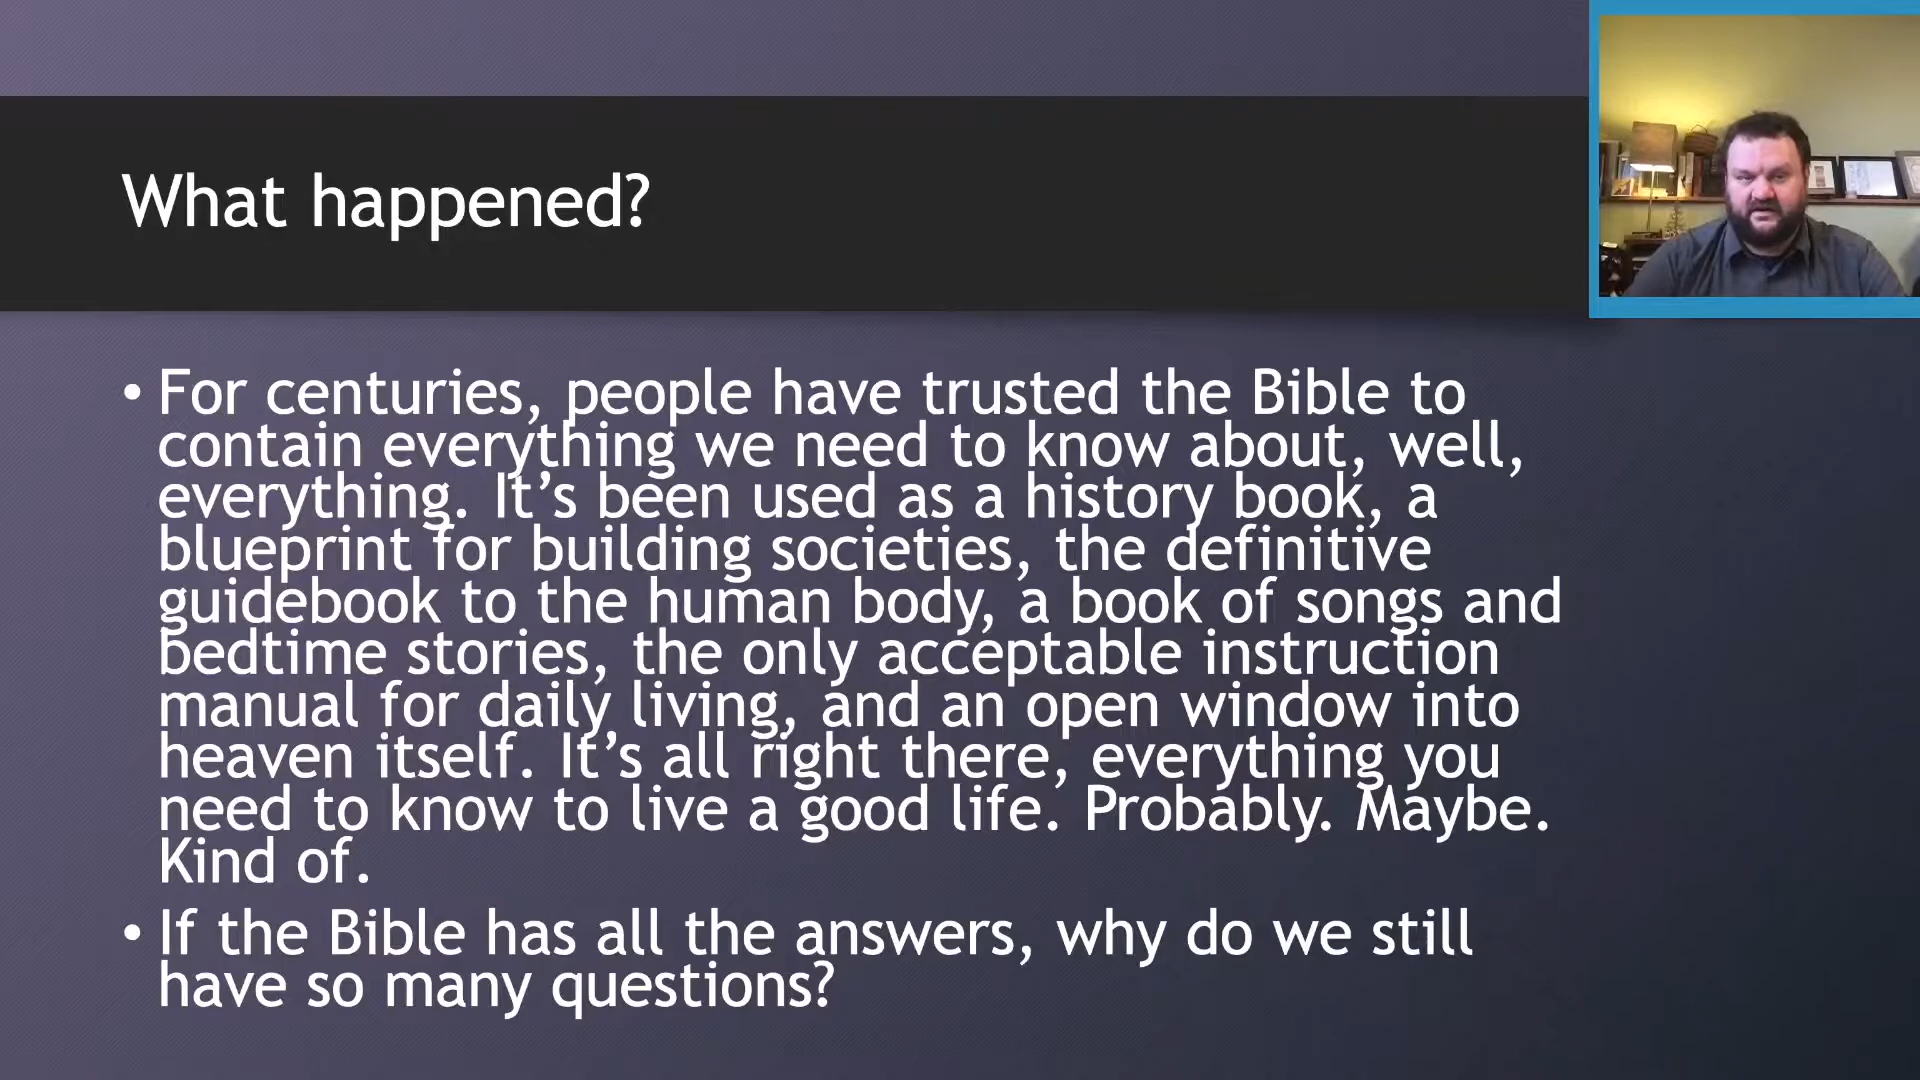 What happened?
• For centuries, people have trusted the Bible to
contain everything we need to know about, well,
everything. It’s been used as a history book, a
blueprint for building societies, the definitive
guidebook to the human body, a book of songs and
bedtime stories, the only acceptable instruction
manual for daily living, and an open window into
heaven itself. It’s all right there, everything you
need to know to live a good life. Probably. Maybe.
Kind of.
• If the Bible has all the answers, why do we still
have so many questions?